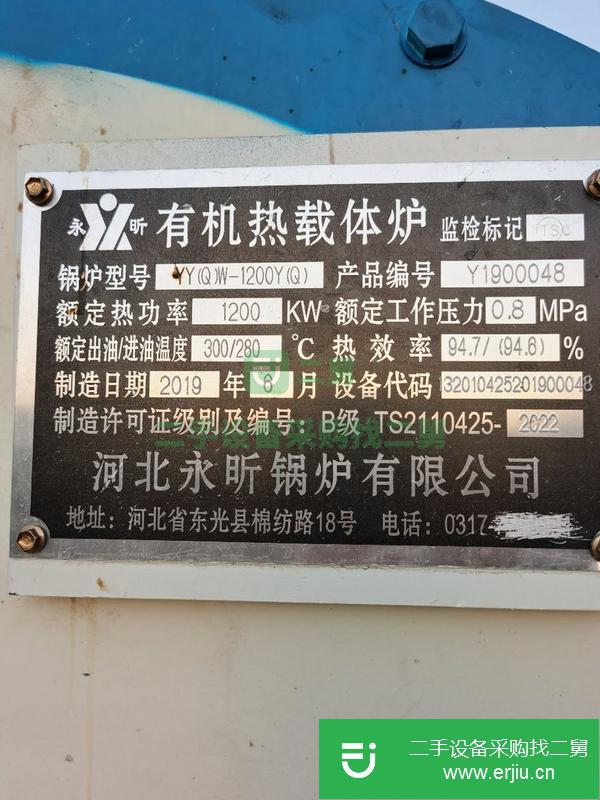 永 昕 有机热载体炉 监检标记 TS
锅炉型号 YY(Q)W-1200Y(Q) 产品编号 Y1900048
额定热功率 1200 KW 额定工作压力 0.8 MPa
额定出油/进油温度 300/280 ℃ 热效率 94.7/(94.6) %
制造日期 2019 年 6 月 设备代码 132010425201900048
制造许可证级别及编号: B级 TS2110425- 2022
二手设备采购找二舅
河北永昕锅炉有限公司
地址: 河北省东光县棉纺路18号 电话: 0317-
二手设备采购找二舅
www.erjiu.cn